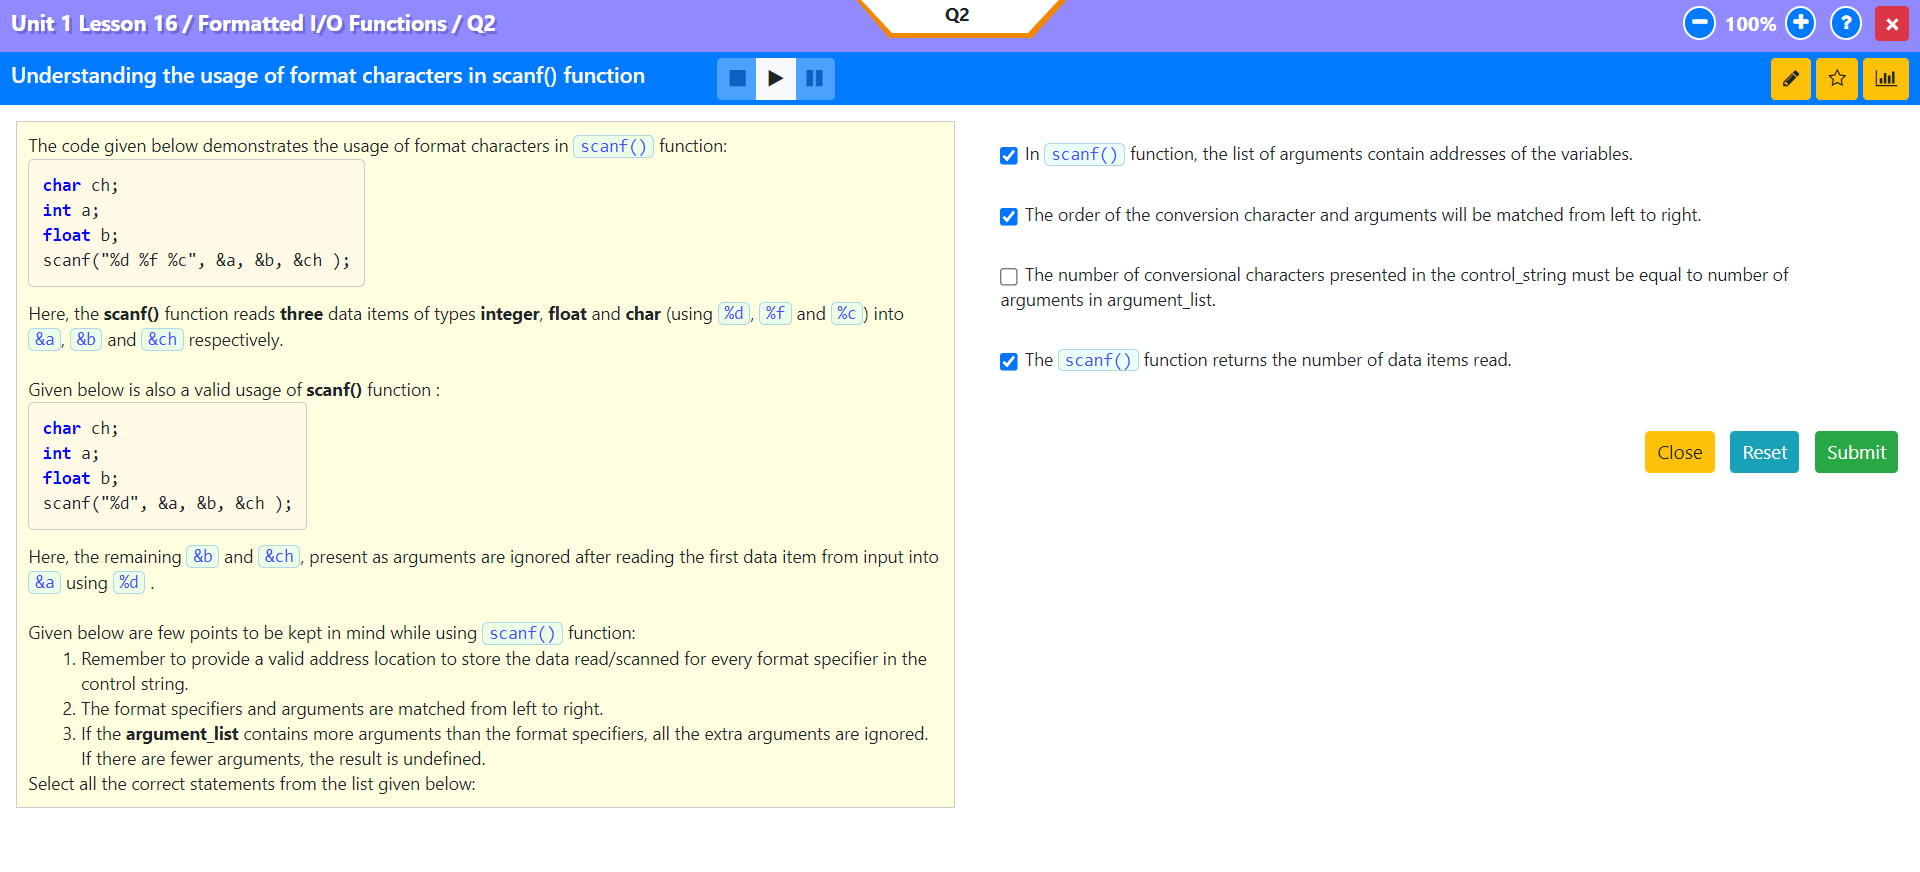 Unit 1 Lesson 16 / Formatted I/O Functions / Q2
Q2
100%
Understanding the usage of format characters in scanf() function
The code given below demonstrates the usage of format characters in scanf() function:
char ch;
int a;
float b;
scanf("%d %f %c", &a, &b, &ch );
Here, the scanf() function reads three data items of types integer, float and char (using %d, %f and %c) into
&a, &b and &ch respectively.
Given below is also a valid usage of scanf() function :
char ch;
int a;
float b;
scanf("%d", &a, &b, &ch );
Here, the remaining &b and &ch, present as arguments are ignored after reading the first data item from input into
&a using %d .
Given below are few points to be kept in mind while using scanf() function:
1. Remember to provide a valid address location to store the data read/scanned for every format specifier in the
control string.
2. The format specifiers and arguments are matched from left to right.
3. If the argument_list contains more arguments than the format specifiers, all the extra arguments are ignored.
If there are fewer arguments, the result is undefined.
Select all the correct statements from the list given below:
In scanf() function, the list of arguments contain addresses of the variables.
The order of the conversion character and arguments will be matched from left to right.
The number of conversional characters presented in the control_string must be equal to number of
arguments in argument_list.
The scanf() function returns the number of data items read.
Close Reset Submit